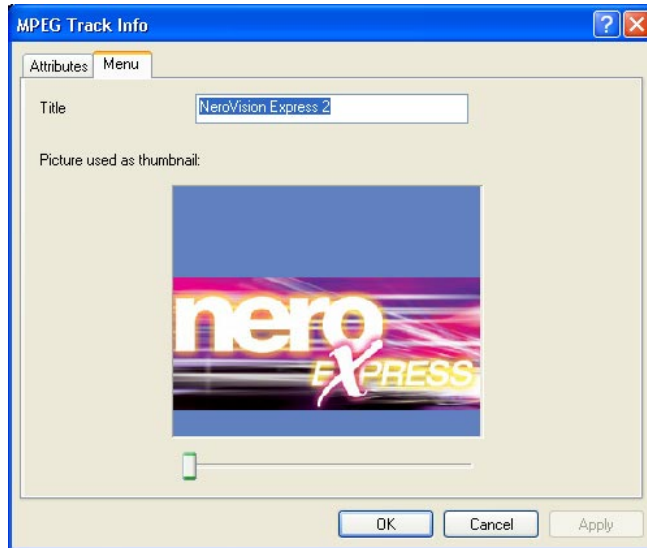 MPEG Track Info
Attributes Menu
Title NeroVision Express 2
Picture used as thumbnail:
nero
EXPRESS
OK Cancel Apply